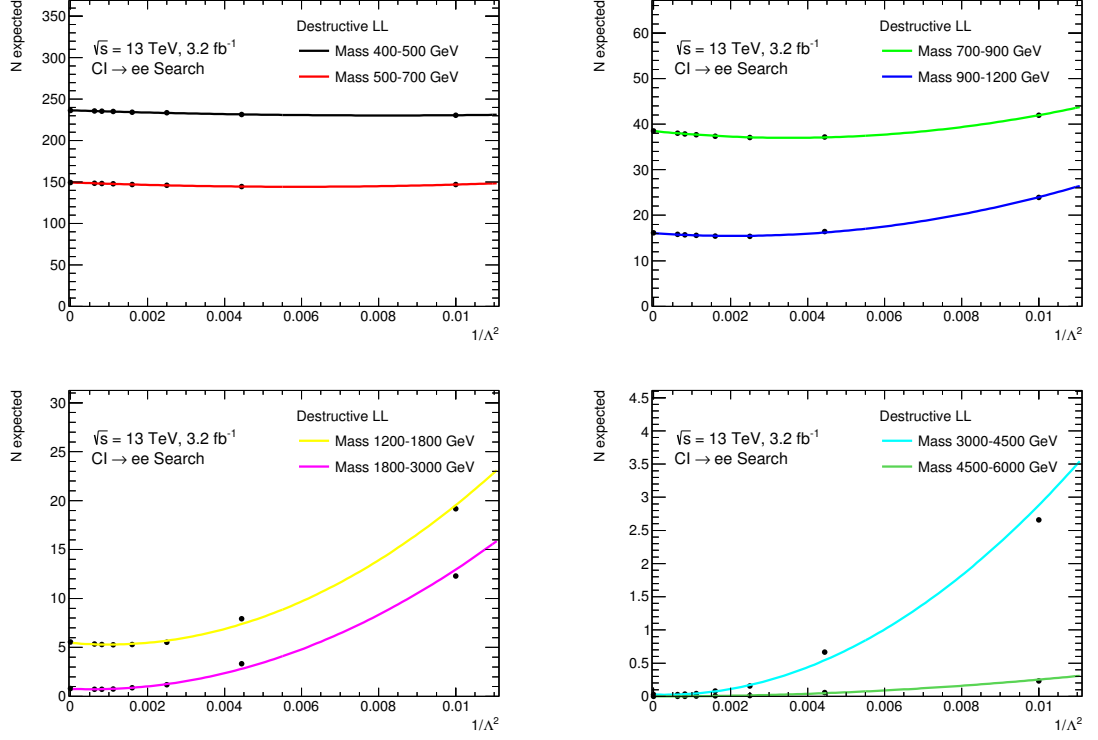 N expected
Destructive LL
√s = 13 TeV, 3.2 fb⁻¹
CI → ee Search
Mass 400-500 GeV
Mass 500-700 GeV
350
300
250
200
150
100
50
0
0 0.002 0.004 0.006 0.008 0.01
1/Λ²
N expected
Destructive LL
√s = 13 TeV, 3.2 fb⁻¹
CI → ee Search
Mass 700-900 GeV
Mass 900-1200 GeV
60
50
40
30
20
10
0
0 0.002 0.004 0.006 0.008 0.01
1/Λ²
N expected
Destructive LL
√s = 13 TeV, 3.2 fb⁻¹
CI → ee Search
Mass 1200-1800 GeV
Mass 1800-3000 GeV
30
25
20
15
10
5
0
0 0.002 0.004 0.006 0.008 0.01
1/Λ²
N expected
Destructive LL
√s = 13 TeV, 3.2 fb⁻¹
CI → ee Search
Mass 3000-4500 GeV
Mass 4500-6000 GeV
4.5
4
3.5
3
2.5
2
1.5
1
0.5
0
0 0.002 0.004 0.006 0.008 0.01
1/Λ²